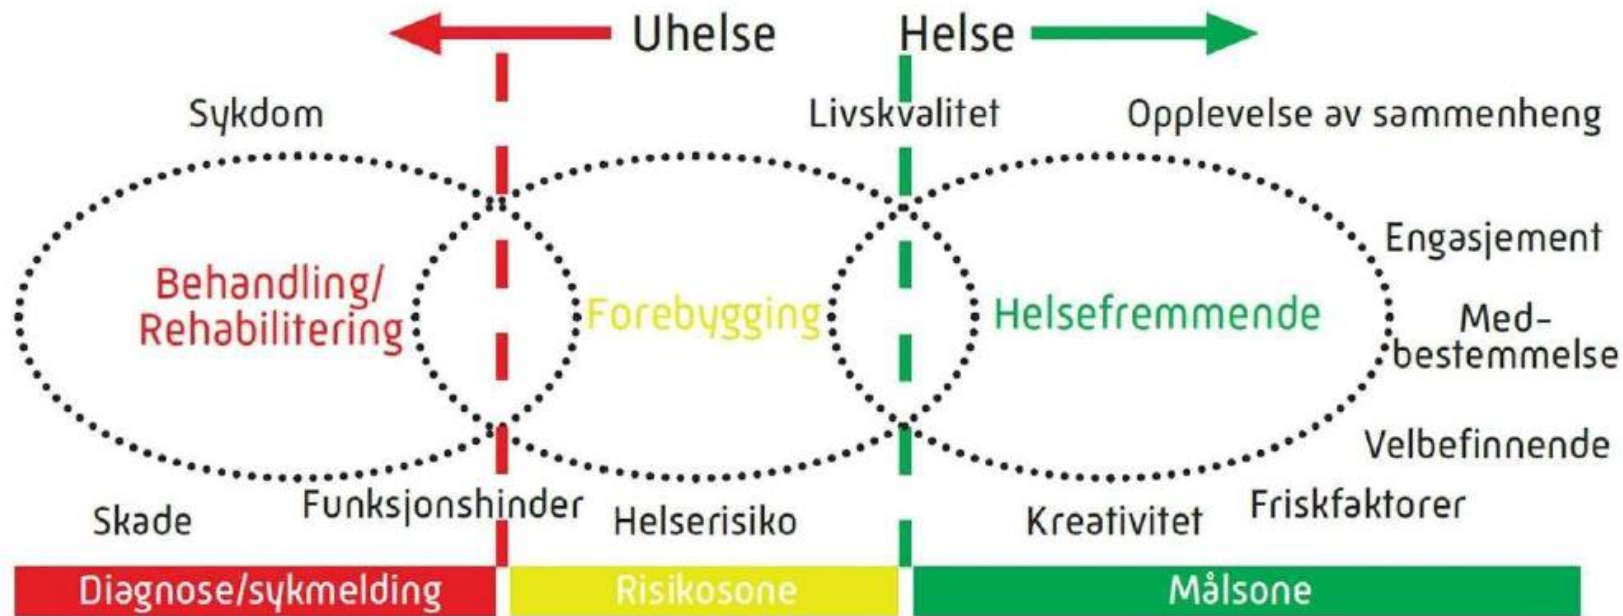 Uhelse
Helse
Sykdom
Livskvalitet
Opplevelse av sammenheng
Engasjement
Behandling/
Rehabilitering
Forebygging
Helsefremmende
Med-
bestemmelse
Velbefinnende
Skade
Funksjonshinder
Helserisiko
Kreativitet
Friskfaktorer
Diagnose/sykmelding
Risikosone
Målsone